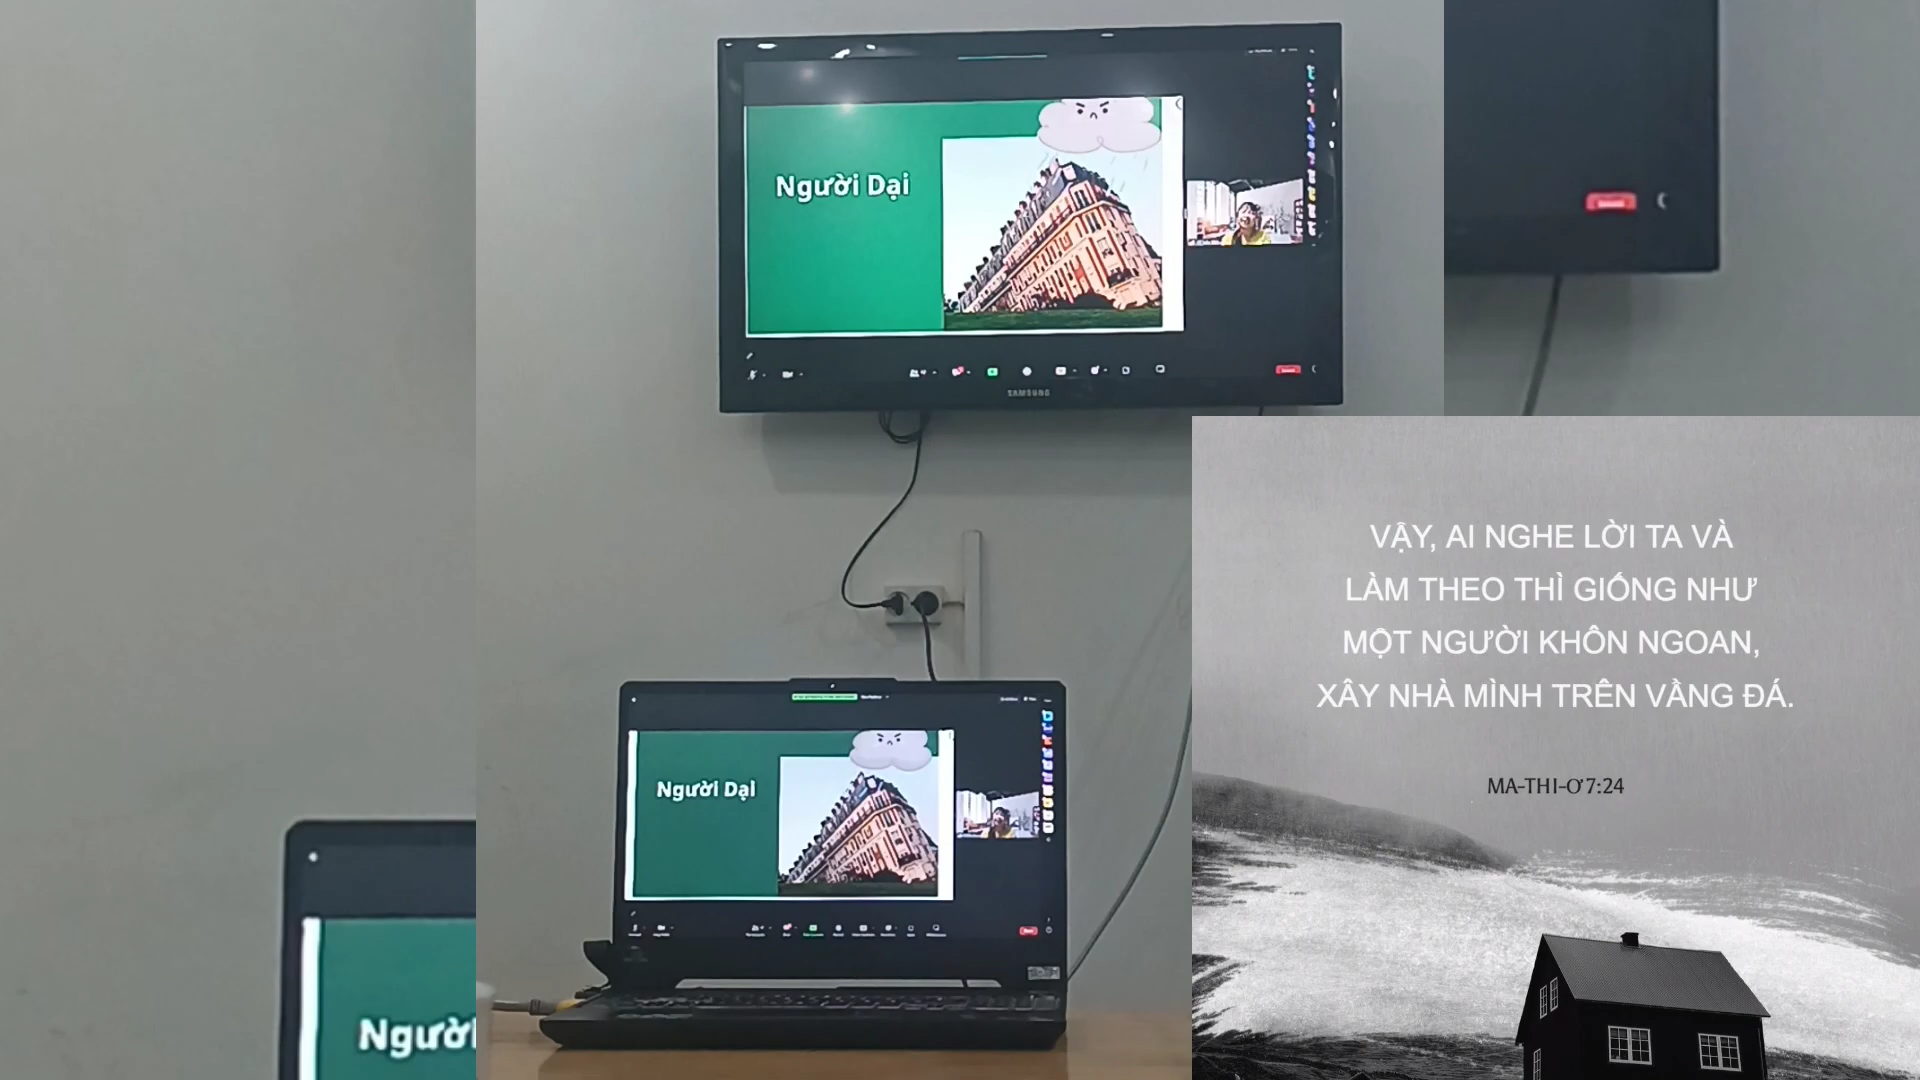 Người Dại
SAMSUNG
Người Dại
Người
VẬY, AI NGHE LỜI TA VÀ
LÀM THEO THÌ GIỐNG NHƯ
MỘT NGƯỜI KHÔN NGOAN,
XÂY NHÀ MÌNH TRÊN VẦNG ĐÁ.
MA-THI-Ơ 7:24